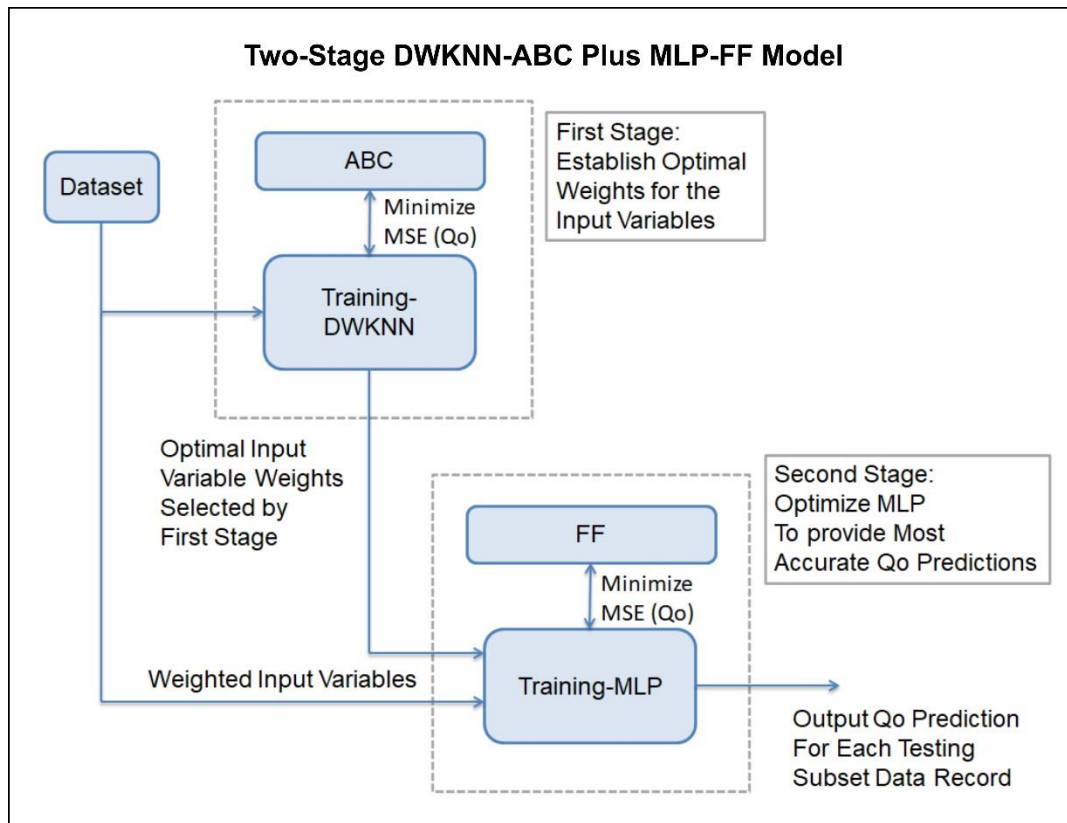 Two-Stage DWKNN-ABC Plus MLP-FF Model
Dataset
ABC
Minimize
MSE (Qo)
Training-
DWKNN
First Stage:
Establish Optimal
Weights for the
Input Variables
Optimal Input
Variable Weights
Selected by
First Stage
Second Stage:
Optimize MLP
To provide Most
Accurate Qo Predictions
FF
Minimize
MSE (Qo)
Weighted Input Variables
Training-MLP
Output Qo Prediction
For Each Testing
Subset Data Record